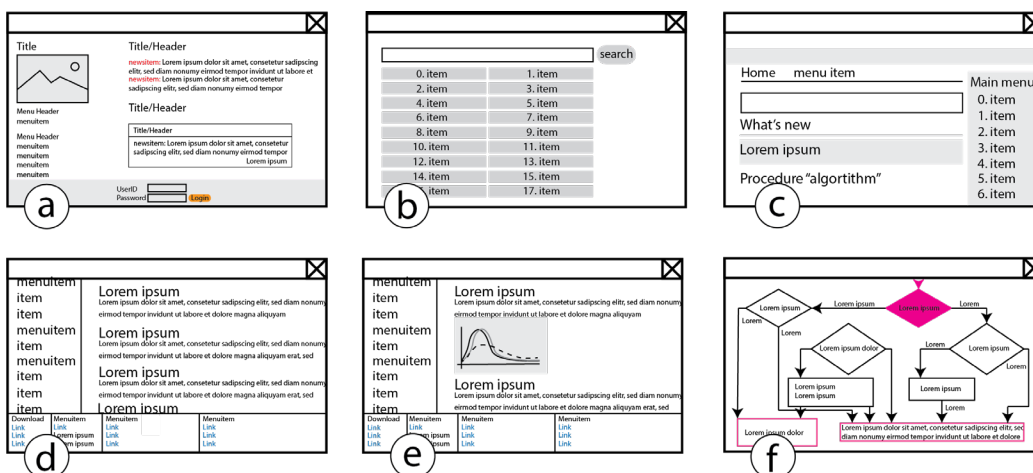 Title
Menu Header
menuitem
Menu Header
menuitem
menuitem
menuitem
menuitem
Title/Header
newsitem: Lorem ipsum dolor sit amet, consetetur sadipscing
elitr, sed diam nonumy eirmod tempor invidunt ut labore et
newsitem: Lorem ipsum dolor sit amet, consetetur
sadipscing elitr, sed diam nonumy eirmod tempor
Title/Header
Title/Header
newsitem: Lorem ipsum dolor sit amet, consetetur
sadipscing elitr, sed diam nonumy eirmod tempor
Lorem ipsum
UserID
Password
Login
a
search
0. item 1. item
2. item 3. item
4. item 5. item
6. item 7. item
8. item 9. item
10. item 11. item
12. item 13. item
14. item 15. item
item 17. item
b
Home menu item
What's new
Lorem ipsum
Procedure "algortithm"
Main menu
0. item
1. item
2. item
3. item
4. item
5. item
6. item
c
menuitem
item
menuitem
item
menuitem
item
item
menuitem
item
item
Lorem ipsum
Lorem ipsum dolor sit amet, consetetur sadipscing elitr, sed diam nonumy
eirmod tempor invidunt ut labore et dolore magna aliquyam
Lorem ipsum
Lorem ipsum dolor sit amet, consetetur sadipscing elitr, sed diam nonumy
eirmod tempor invidunt ut labore et dolore magna aliquyam erat, sed
Lorem ipsum
Lorem ipsum dolor sit amet, consetetur sadipscing elitr, sed diam nonumy
eirmod tempor invidunt ut labore et dolore magna aliquyam erat, sed
Lorem ipsum
Download Menuitem Menuitem Menuitem
Link Link Link Link
Link Lorem ipsum Link Link
Link ipsum Link Link
d
menuitem
item
menuitem
item
menuitem
item
item
Lorem ipsum
Lorem ipsum dolor sit amet, consetetur sadipscing elitr, sed diam nonumy
eirmod tempor invidunt ut labore et dolore magna aliquyam
Lorem ipsum
Lorem ipsum dolor sit amet, consetetur sadipscing elitr, sed diam nonumy
eirmod tempor invidunt ut labore et dolore magna aliquyam erat, sed
Download Menuitem Menuitem Menuitem
Link Link Link Link
Link Lorem ipsum Link Link
Link ipsum Link Link
e
Lorem ipsum
Lorem ipsum
Lorem ipsum
Lorem
Lorem
Lorem
Lorem ipsum dolor
Lorem
Lorem ipsum
Lorem ipsum
Lorem ipsum
Lorem ipsum
Lorem
Lorem ipsum dolor
Lorem ipsum dolor sit amet, consetetur sadipscing elitr, sed
diam nonumy eirmod tempor invidunt ut labore et dolore
f